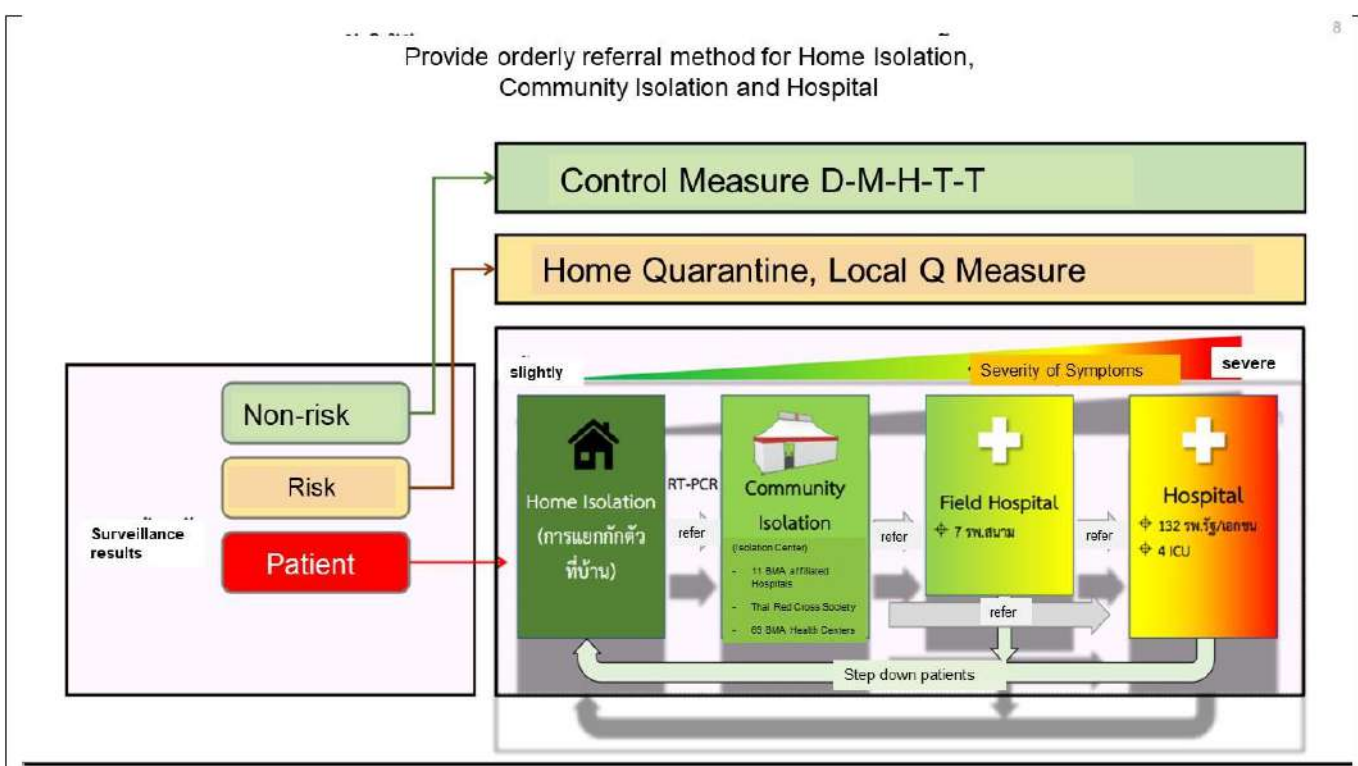 8
Provide orderly referral method for Home Isolation,
Community Isolation and Hospital
Control Measure D-M-H-T-T
Home Quarantine, Local Q Measure
Surveillance
results
Non-risk
Risk
Patient
slightly
Severity of Symptoms
severe
Home Isolation
(การแยกกักตัว
ที่บ้าน)
RT-PCR
refer
Community
Isolation
(Isolation Center)
- 11 BMA affiliated
Hospitals
- Thai Red Cross Society
- 69 BMA Health Centers
refer
Field Hospital
7 รพ.สนาม
refer
Hospital
132 รพ.รัฐ/เอกชน
4 ICU
refer
Step down patients